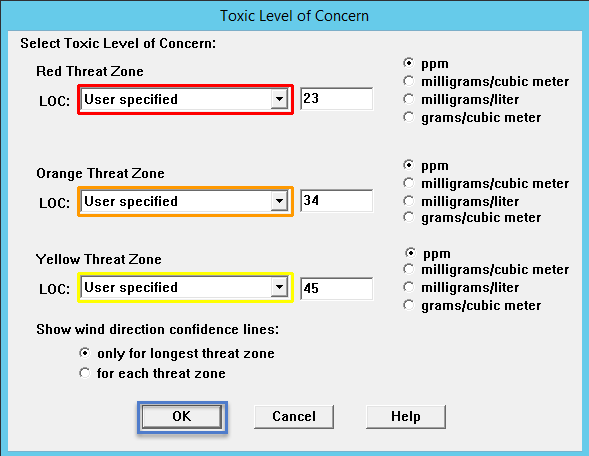 Toxic Level of Concern
Select Toxic Level of Concern:
Red Threat Zone
LOC: User specified 23
ppm
milligrams/cubic meter
milligrams/liter
grams/cubic meter
Orange Threat Zone
LOC: User specified 34
ppm
milligrams/cubic meter
milligrams/liter
grams/cubic meter
Yellow Threat Zone
LOC: User specified 45
ppm
milligrams/cubic meter
milligrams/liter
grams/cubic meter
Show wind direction confidence lines:
only for longest threat zone
for each threat zone
OK Cancel Help